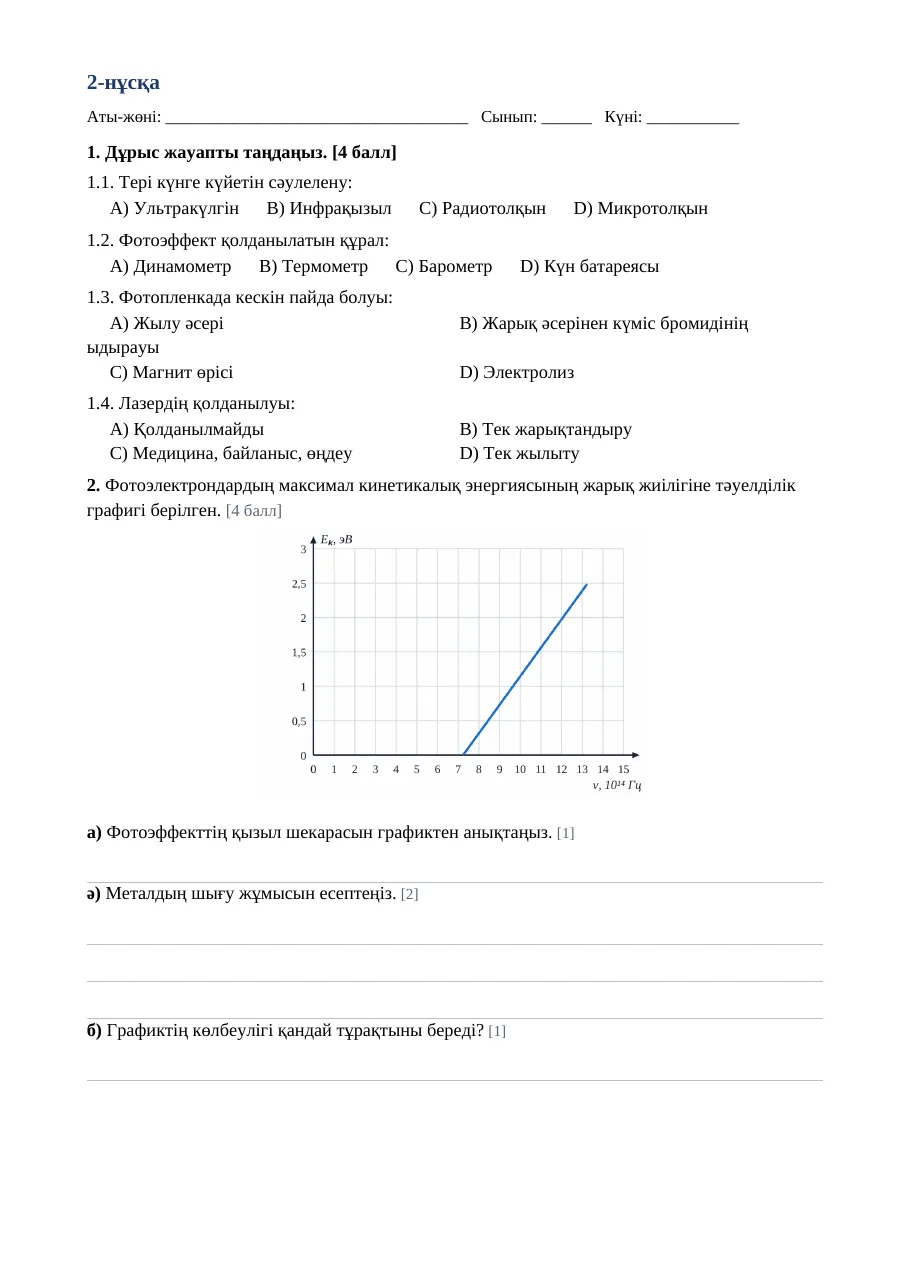 2-нұсқа
Аты-жөні: ____________________________________ Сынып: ______ Күні: ___________
1. Дұрыс жауапты таңдаңыз. [4 балл]
1.1. Тері күнге күйетін сәулелену:
A) Ультракүлгін B) Инфрақызыл C) Радиотолқын D) Микротолқын
1.2. Фотоэффект қолданылатын құрал:
A) Динамометр B) Термометр C) Барометр D) Күн батареясы
1.3. Фотопленкада кескін пайда болуы:
A) Жылу әсері B) Жарық әсерінен күміс бромидінің
ыдырауы
C) Магнит өрісі D) Электролиз
1.4. Лазердің қолданылуы:
A) Қолданылмайды B) Тек жарықтандыру
C) Медицина, байланыс, өңдеу D) Тек жылыту
2. Фотоэлектрондардың максимал кинетикалық энергиясының жарық жиілігіне тәуелділік
графигі берілген. [4 балл]
Eₖ, эВ
3
2,5
2
1,5
1
0,5
0
0 1 2 3 4 5 6 7 8 9 10 11 12 13 14 15
ν, 10¹⁴ Гц
а) Фотоэффекттің қызыл шекарасын графиктен анықтаңыз. [1]
ә) Металдың шығу жұмысын есептеңіз. [2]
б) Графиктің көлбеулігі қандай тұрақтыны береді? [1]